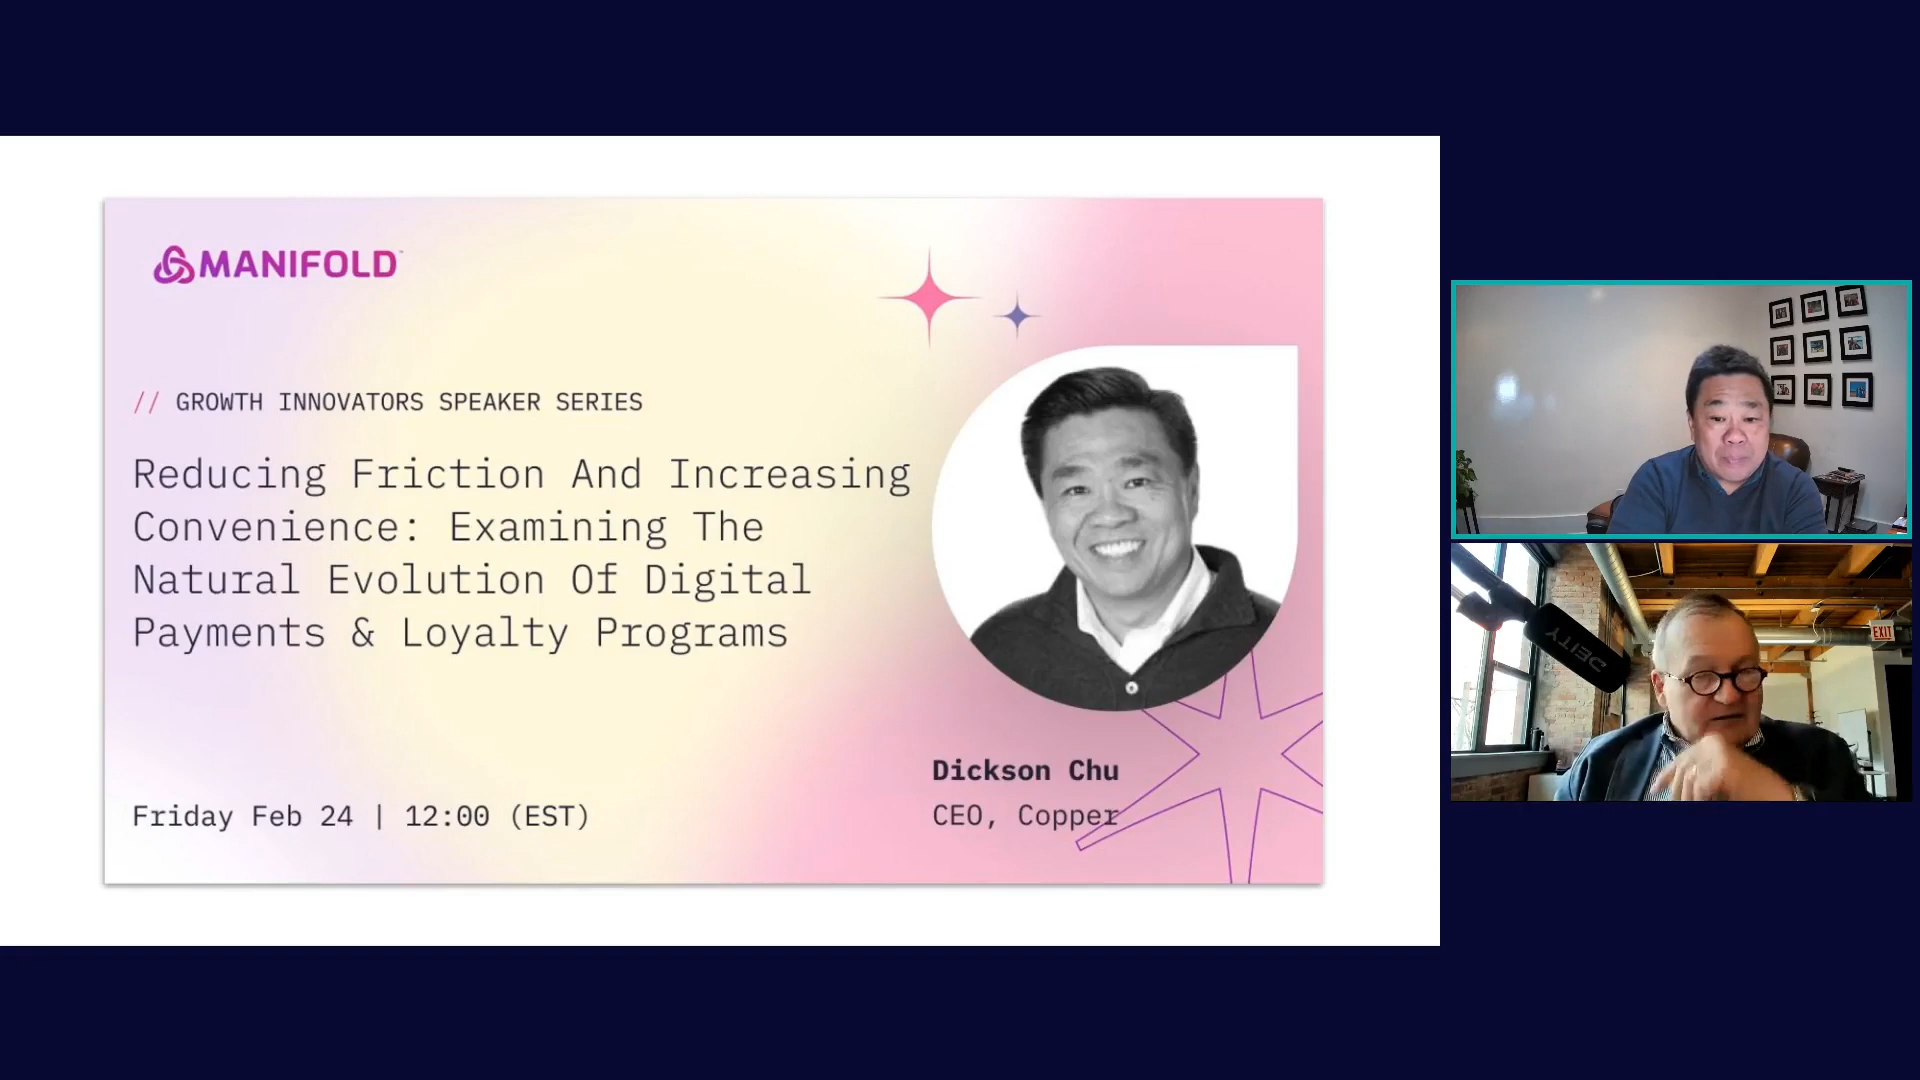 MANIFOLD
// GROWTH INNOVATORS SPEAKER SERIES
Reducing Friction And Increasing
Convenience: Examining The
Natural Evolution Of Digital
Payments & Loyalty Programs
Friday Feb 24 | 12:00 (EST)
Dickson Chu
CEO, Copper
EXIT
DEITY